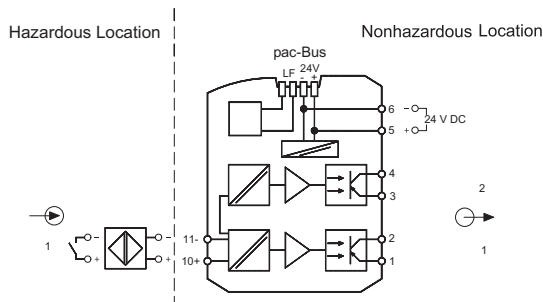 Hazardous Location
Nonhazardous Location
pac-Bus
LF 24V
- +
6 -
24 V DC
5 +
4
3
2
1
- -
11-
2
+ +
10+
1
1